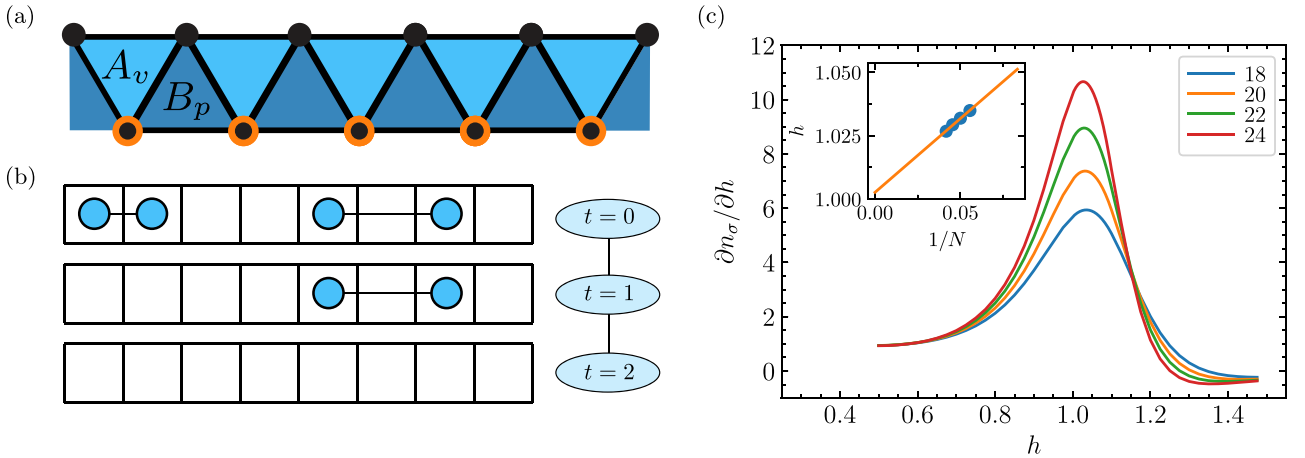 (a)
A_v
B_p
(b)
t = 0
t = 1
t = 2
(c)
12
10
8
6
4
2
0
∂n_σ/∂h
0.4
0.6
0.8
1.0
1.2
1.4
h
18
20
22
24
1.050
1.025
1.000
h
0.00
0.05
1/N